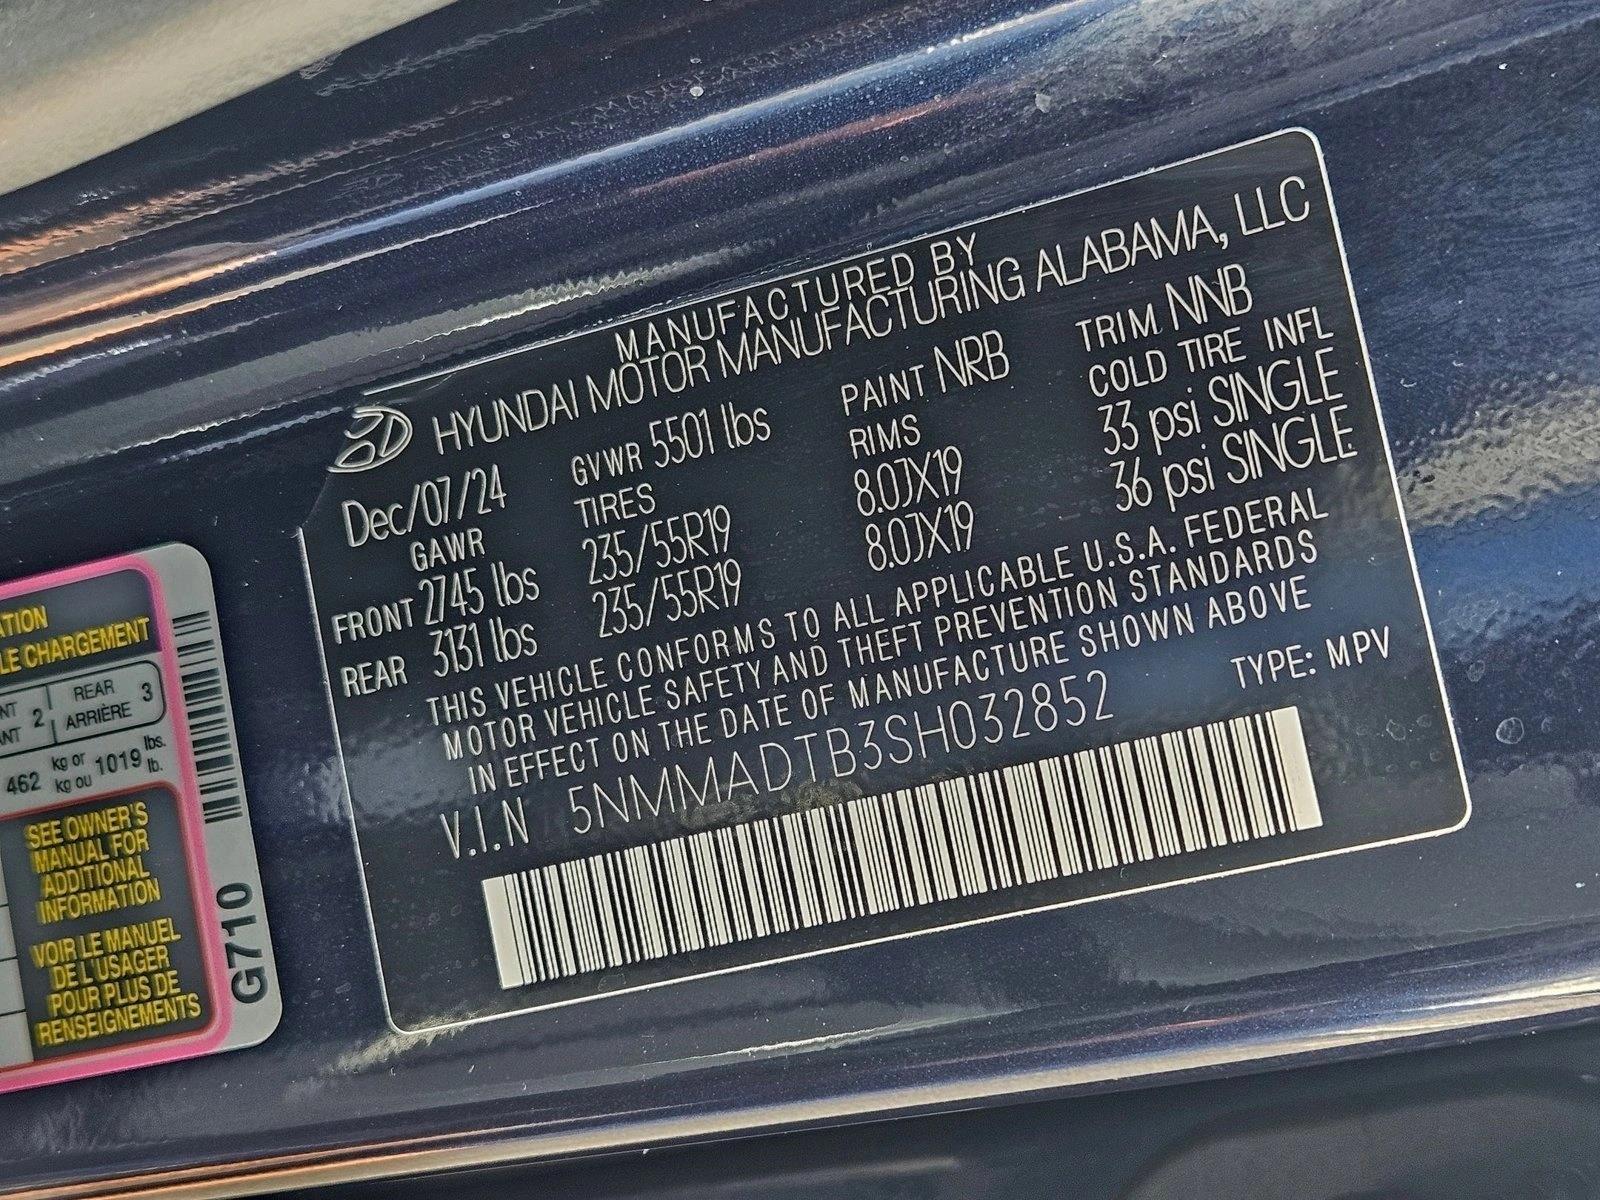 MANUFACTURED BY
HYUNDAI MOTOR MANUFACTURING ALABAMA, LLC
Dec/07/24 GVWR 5501 lbs PAINT NRB TRIM NNB
GAWR TIRES RIMS COLD TIRE INFL
FRONT 2745 lbs 235/55R19 8.0JX19 33 psi SINGLE
REAR 3131 lbs 235/55R19 8.0JX19 36 psi SINGLE
THIS VEHICLE CONFORMS TO ALL APPLICABLE U.S.A. FEDERAL
MOTOR VEHICLE SAFETY AND THEFT PREVENTION STANDARDS
IN EFFECT ON THE DATE OF MANUFACTURE SHOWN ABOVE
V.I.N 5NMMADTB3SH032852 TYPE: MPV
CHARGEMENT
2 REAR 3
ARRIÈRE
462 kg or 1019 lbs.
kg ou lb.
SEE OWNER'S
MANUAL FOR
ADDITIONAL
INFORMATION
VOIR LE MANUEL
DE L'USAGER
POUR PLUS DE
RENSEIGNEMENTS
G710